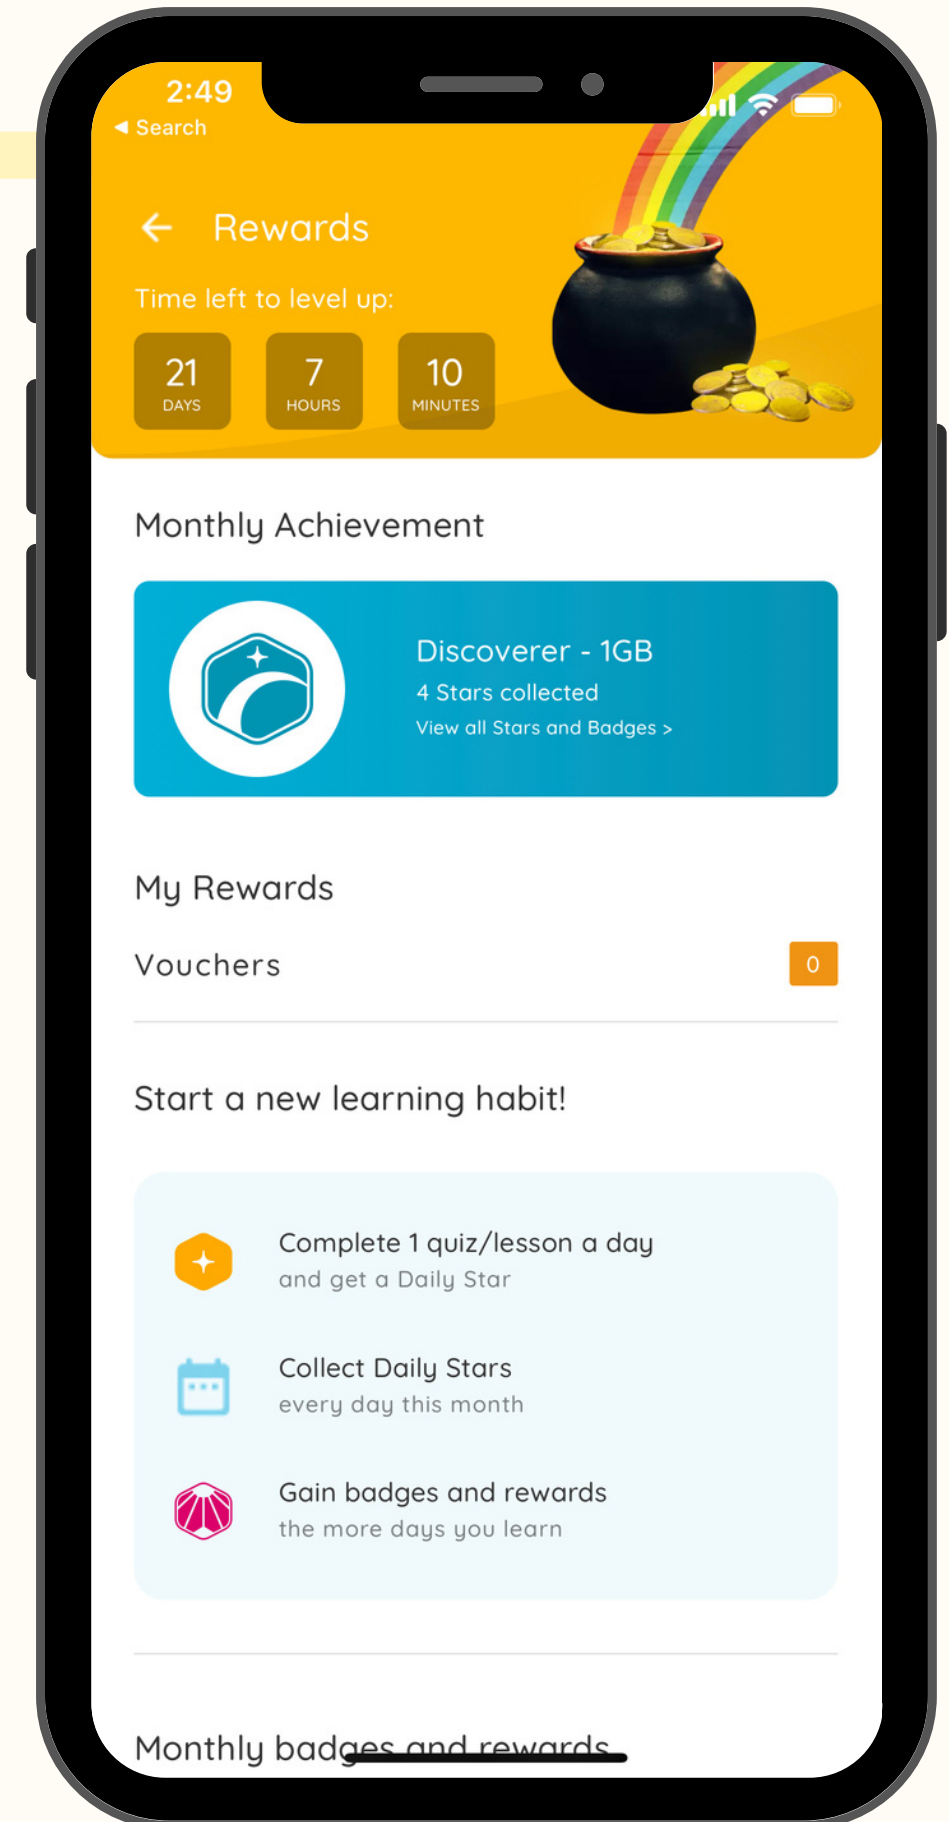 2:49
◀ Search
Rewards
Time left to level up:
21 7 10
DAYS HOURS MINUTES
Monthly Achievement
Discoverer - 1GB
4 Stars collected
View all Stars and Badges >
My Rewards
Vouchers 0
Start a new learning habit!
Complete 1 quiz/lesson a day
and get a Daily Star
Collect Daily Stars
every day this month
Gain badges and rewards
the more days you learn
Monthly badges and rewards